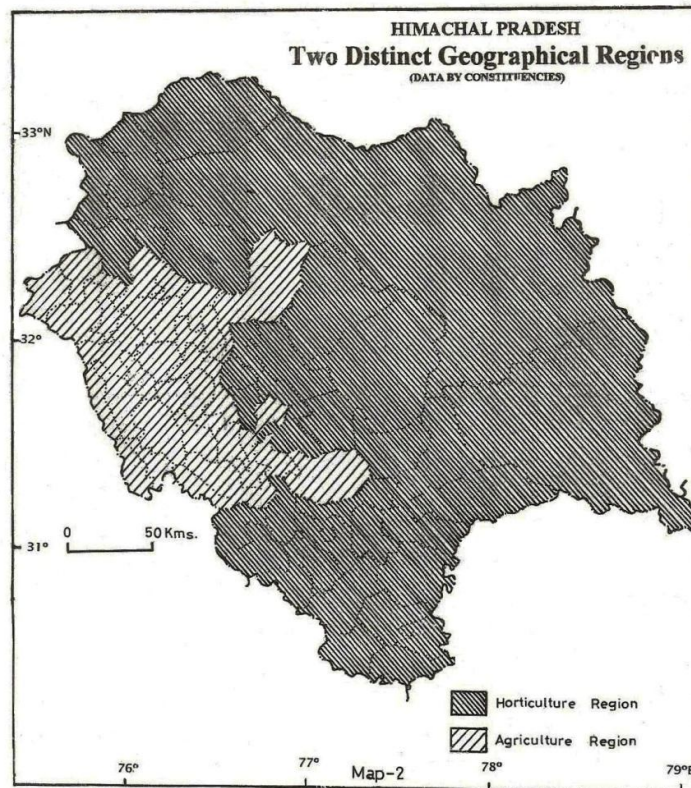 HIMACHAL PRADESH
Two Distinct Geographical Regions
(DATA BY CONSTITUENCIES)
33°N
32°
31°
0 50 Kms.
Horticulture Region
Agriculture Region
76° 77° 78° 79°E
Map-2